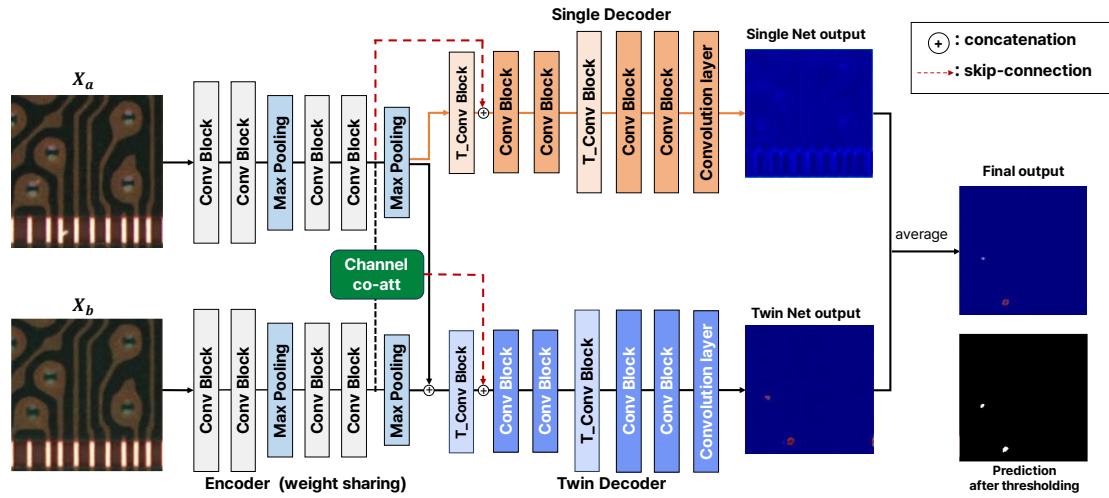 Single Decoder
Single Net output
+ : concatenation
: skip-connection
X_a
Conv Block
Conv Block
Max Pooling
Conv Block
Conv Block
Max Pooling
T_Conv Block
+
Conv Block
Conv Block
T_Conv Block
Conv Block
Conv Block
Convolution layer
Final output
average
Channel
co-att
X_b
Conv Block
Conv Block
Max Pooling
Conv Block
Conv Block
Max Pooling
+
T_Conv Block
+
Conv Block
Conv Block
T_Conv Block
Conv Block
Conv Block
Convolution layer
Twin Net output
Encoder (weight sharing)
Twin Decoder
Prediction
after thresholding